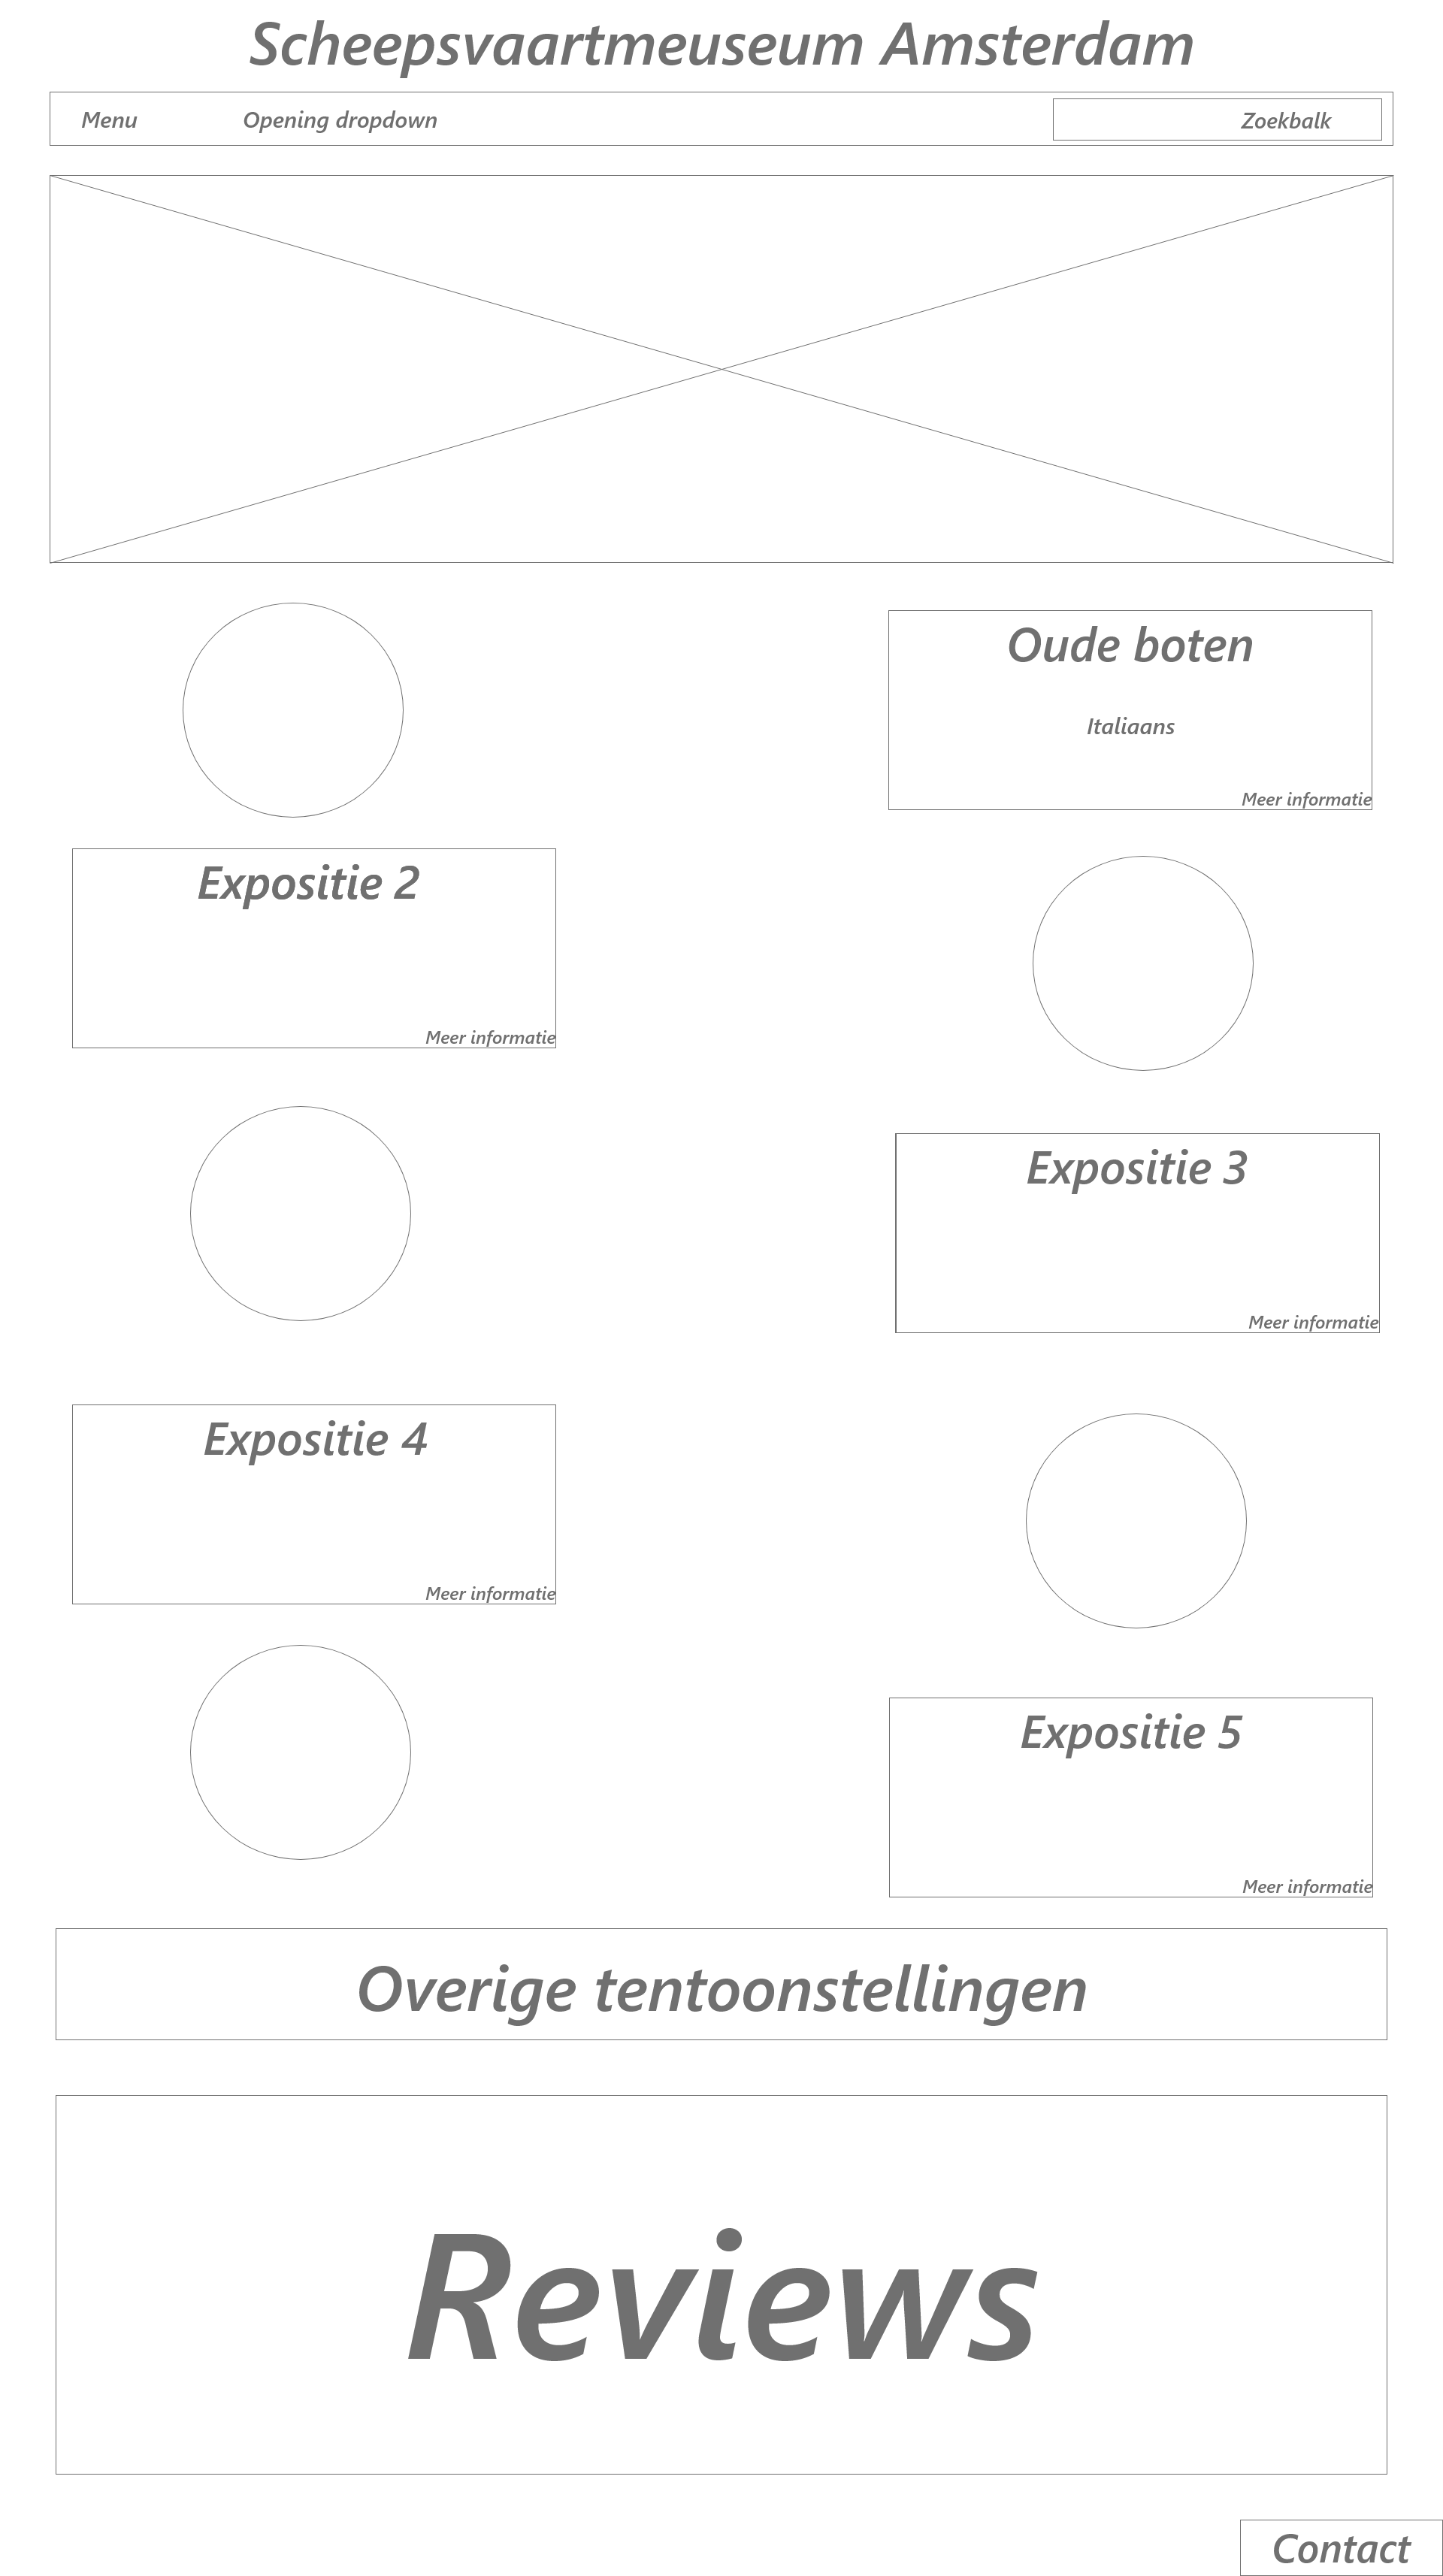 Scheepsvaartmeuseum Amsterdam
Menu
Opening dropdown
Zoekbalk
Oude boten
Italiaans
Meer informatie
Expositie 2
Meer informatie
Expositie 3
Meer informatie
Expositie 4
Meer informatie
Expositie 5
Meer informatie
Overige tentoonstellingen
Reviews
Contact